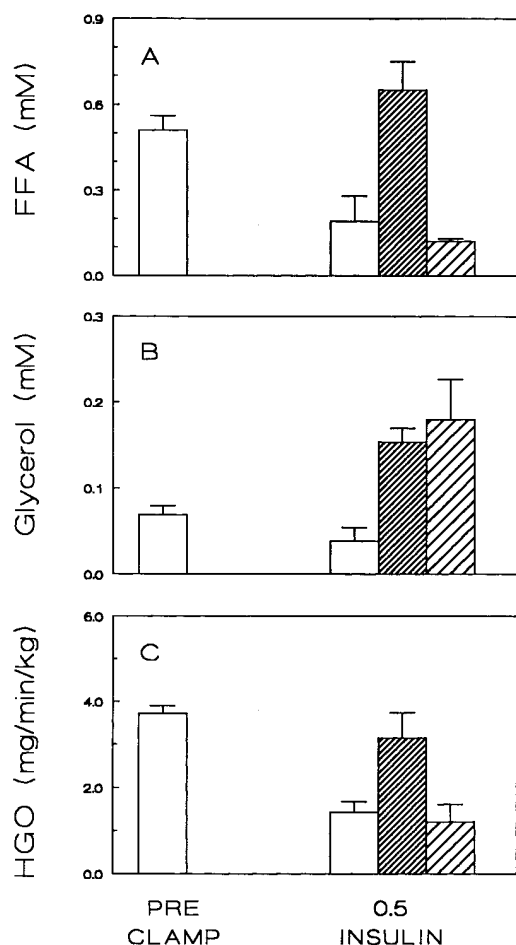 A
FFA (mM)
0.9
0.6
0.3
0.0
B
Glycerol (mM)
0.3
0.2
0.1
0.0
C
HGO (mg/min/kg)
6.0
4.0
2.0
0.0
PRE
CLAMP
0.5
INSULIN